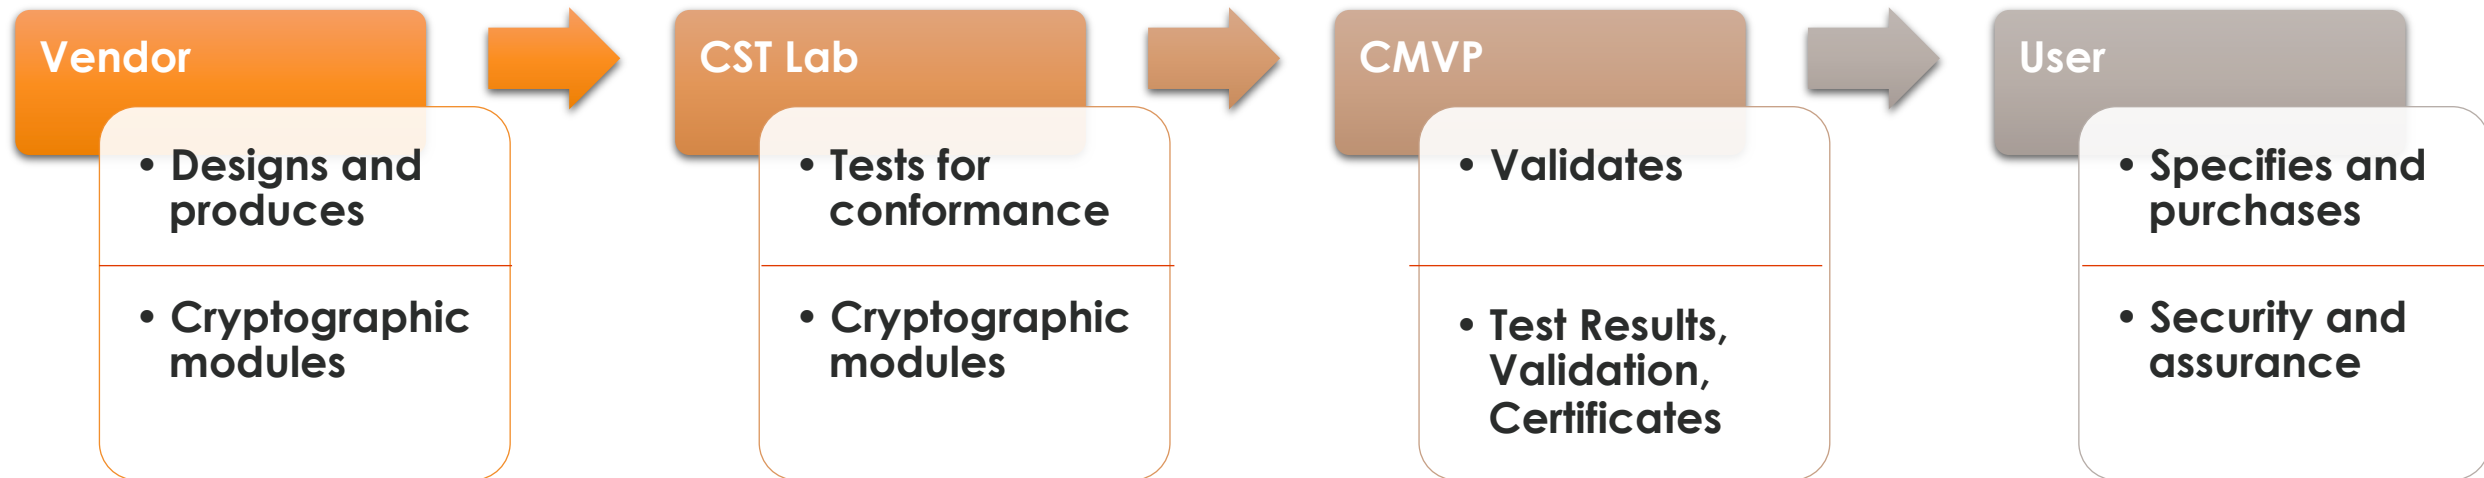 Vendor
• Designs and
produces
• Cryptographic
modules
CST Lab
• Tests for
conformance
• Cryptographic
modules
CMVP
• Validates
• Test Results,
Validation,
Certificates
User
• Specifies and
purchases
• Security and
assurance